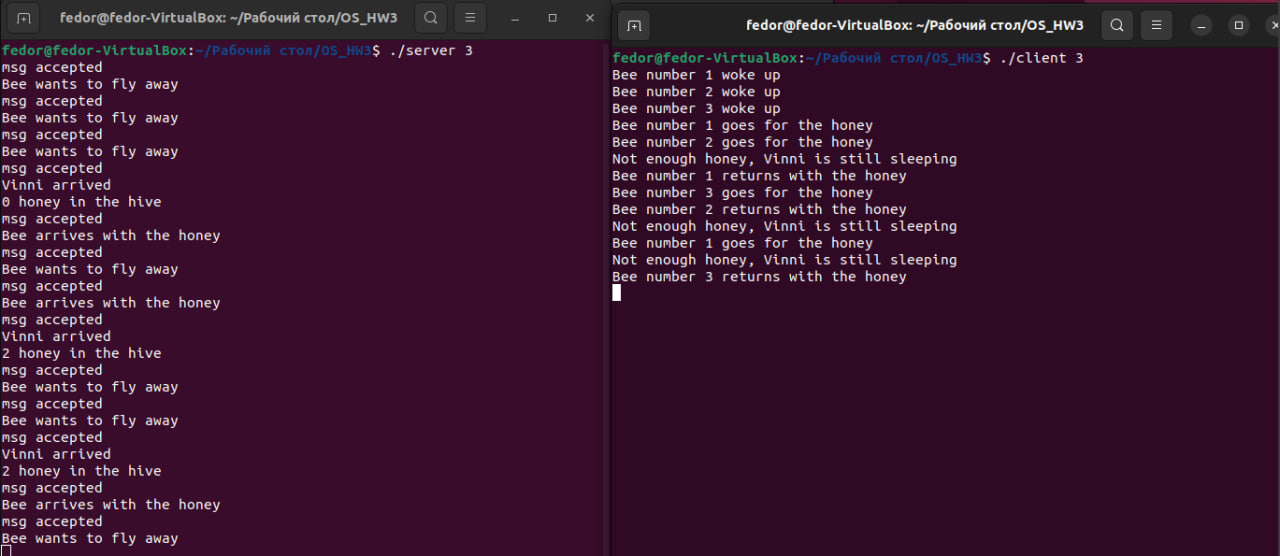 fedor@fedor-VirtualBox: ~/Рабочий стол/OS_HW3
fedor@fedor-VirtualBox:~/Рабочий стол/OS_HW3$ ./server 3
msg accepted
Bee wants to fly away
msg accepted
Bee wants to fly away
msg accepted
Bee wants to fly away
msg accepted
Vinni arrived
0 honey in the hive
msg accepted
Bee arrives with the honey
msg accepted
Bee wants to fly away
msg accepted
Bee arrives with the honey
msg accepted
Vinni arrived
2 honey in the hive
msg accepted
Bee wants to fly away
msg accepted
Bee wants to fly away
msg accepted
Vinni arrived
2 honey in the hive
msg accepted
Bee arrives with the honey
msg accepted
Bee wants to fly away
fedor@fedor-VirtualBox: ~/Рабочий стол/OS_HW3
fedor@fedor-VirtualBox:~/Рабочий стол/OS_HW3$ ./client 3
Bee number 1 woke up
Bee number 2 woke up
Bee number 3 woke up
Bee number 1 goes for the honey
Bee number 2 goes for the honey
Not enough honey, Vinni is still sleeping
Bee number 1 returns with the honey
Bee number 3 goes for the honey
Bee number 2 returns with the honey
Not enough honey, Vinni is still sleeping
Bee number 1 goes for the honey
Not enough honey, Vinni is still sleeping
Bee number 3 returns with the honey